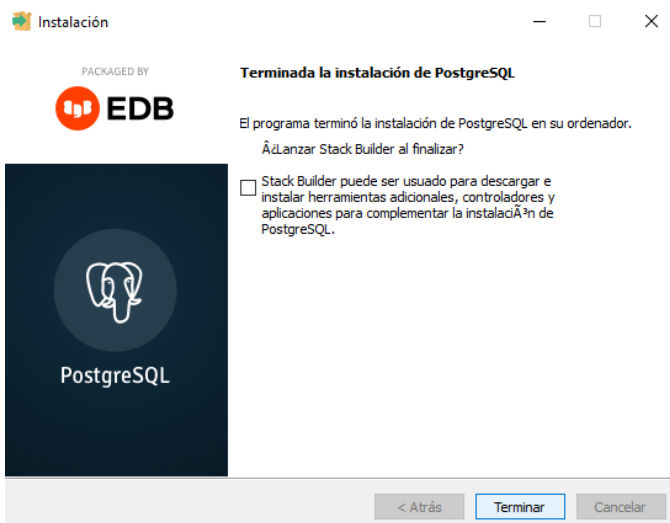 Instalación
PACKAGED BY
EDB
Terminada la instalación de PostgreSQL
El programa terminó la instalación de PostgreSQL en su ordenador.
Â¿Lanzar Stack Builder al finalizar?
Stack Builder puede ser usado para descargar e
instalar herramientas adicionales, controladores y
aplicaciones para complementar la instalaciÃ³n de
PostgreSQL.
PostgreSQL
< Atrás
Terminar
Cancelar